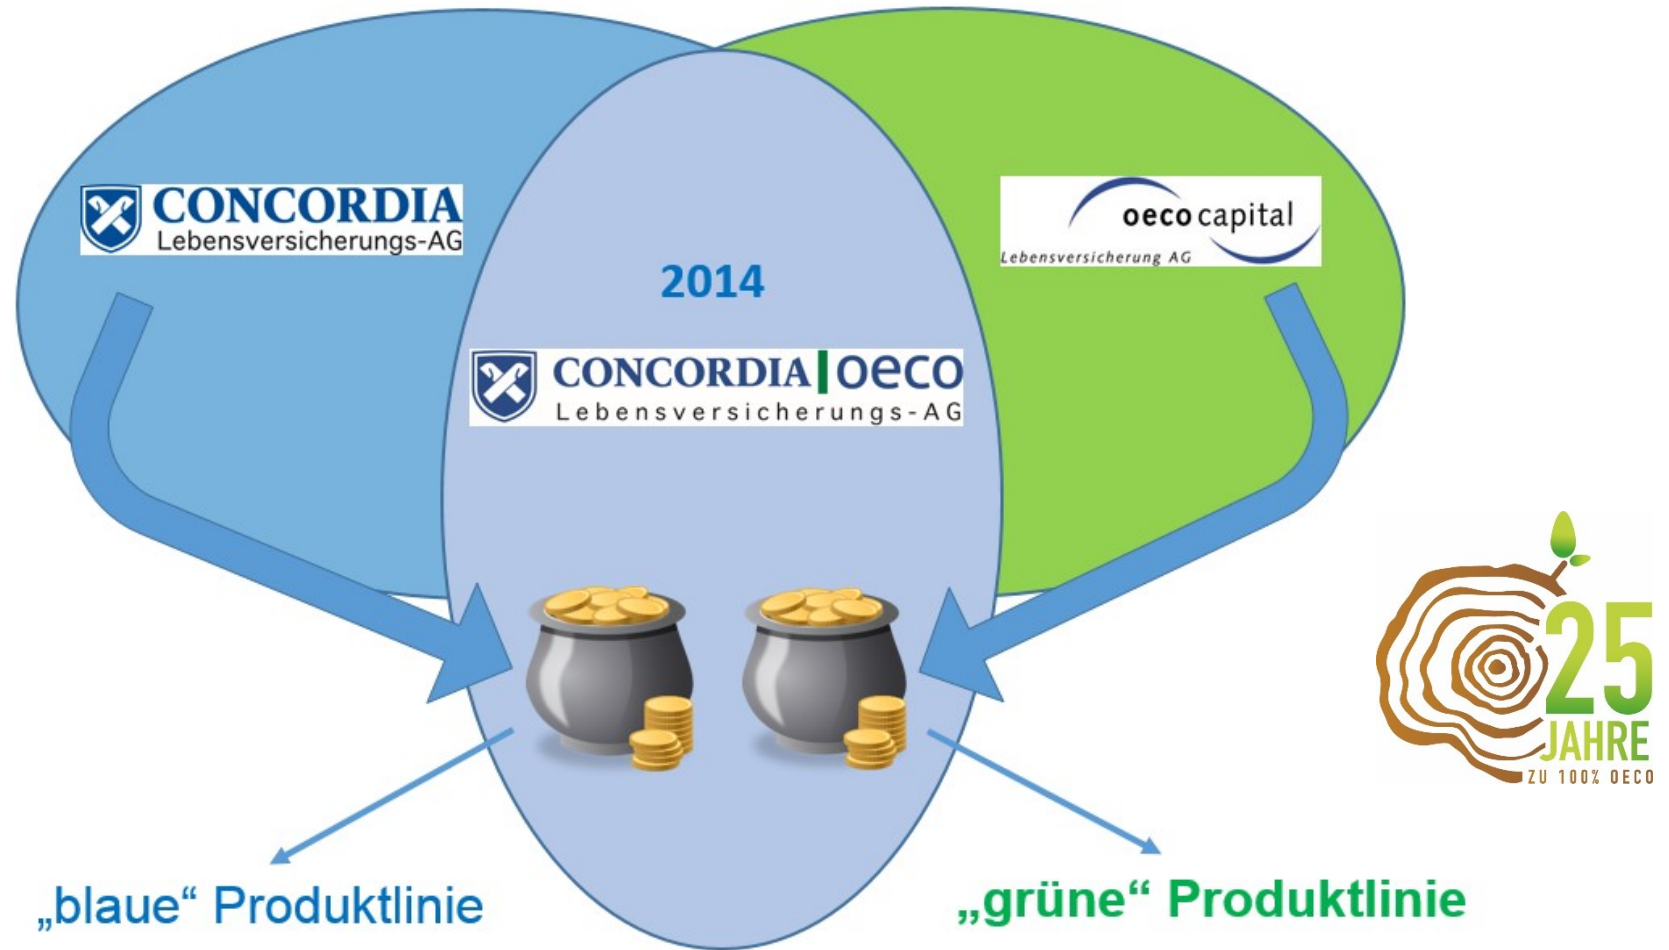 CONCORDIA
Lebensversicherungs-AG
oeco capital
Lebensversicherung AG
2014
CONCORDIA | oeco
Lebensversicherungs-AG
25
JAHRE
ZU 100% OECO
„blaue“ Produktlinie
„grüne“ Produktlinie